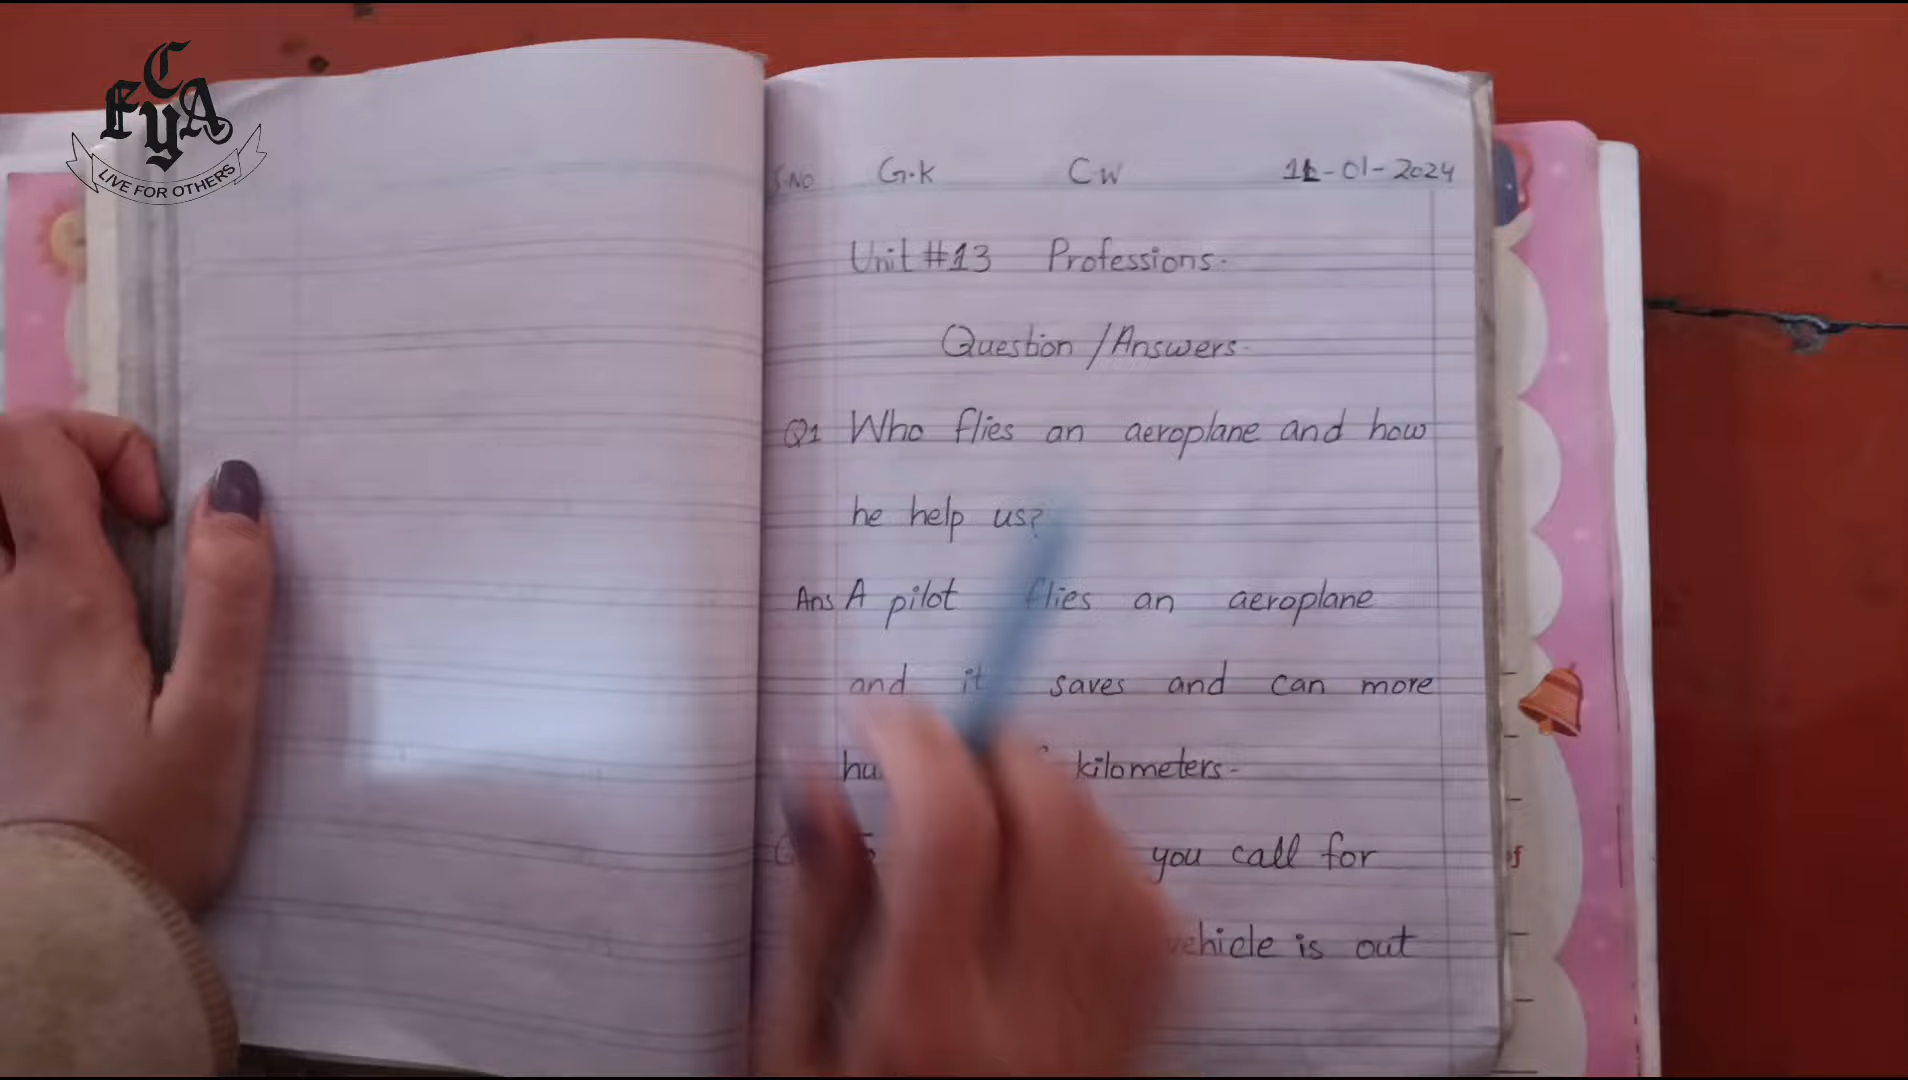 E C y A
LIVE FOR OTHERS
S.NO G.K CW 11-01-2024
Unit #13 Professions.
Question / Answers.
Q1 Who flies an aeroplane and how
he help us?
Ans A pilot flies an aeroplane
and it saves and can more
kilometers.
you call for
vehicle is out